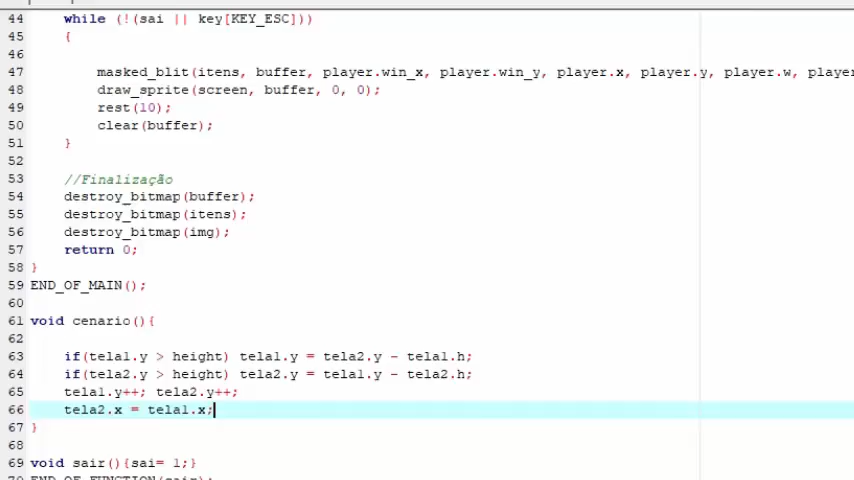 44 while (!(sai || key[KEY_ESC]))
45 {
46
47 masked_blit(itens, buffer, player.win_x, player.win_y, player.x, player.y, player.w, player
48 draw_sprite(screen, buffer, 0, 0);
49 rest(10);
50 clear(buffer);
51 }
52
53 //Finalização
54 destroy_bitmap(buffer);
55 destroy_bitmap(itens);
56 destroy_bitmap(img);
57 return 0;
58 }
59 END_OF_MAIN();
60
61 void cenario(){
62
63 if(tela1.y > height) tela1.y = tela2.y - tela1.h;
64 if(tela2.y > height) tela2.y = tela1.y - tela2.h;
65 tela1.y++; tela2.y++;
66 tela2.x = tela1.x;
67 }
68
69 void sair(){sai= 1;}
70 END_OF_FUNCTION(sair);